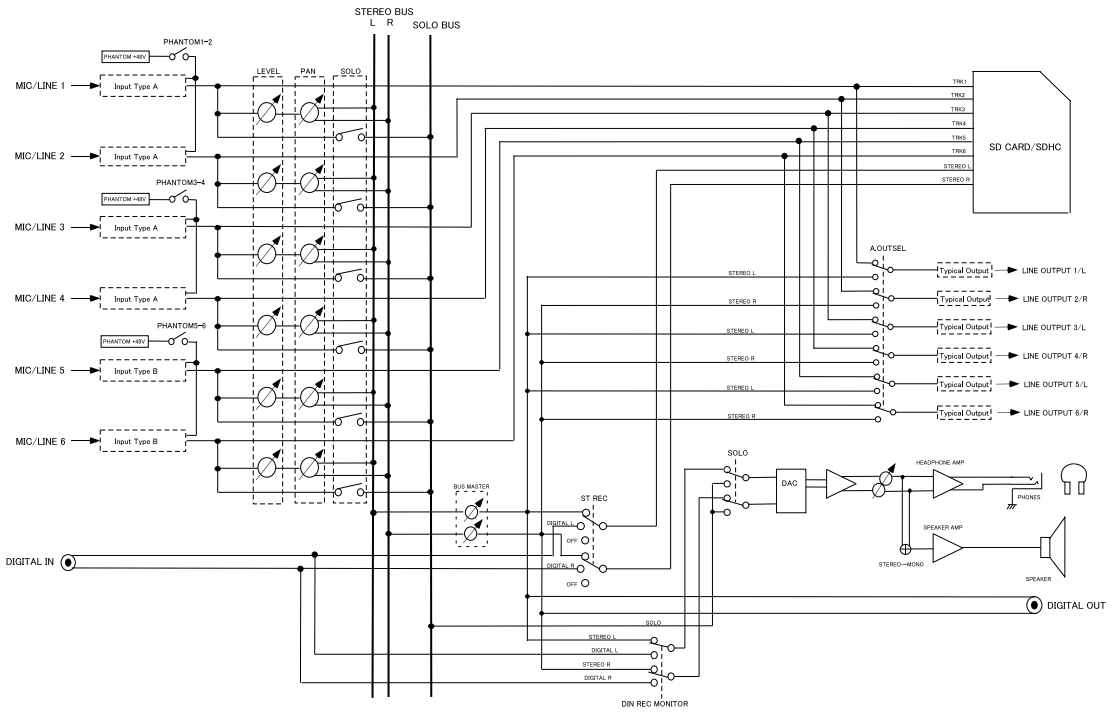 STEREO BUS
L R
SOLO BUS
PHANTOM1-2
PHANTOM +48V
LEVEL
PAN
SOLO
MIC/LINE 1
Input Type A
TRK1
TRK2
TRK3
TRK4
TRK5
TRK6
STEREO L
STEREO R
SD CARD/SDHC
MIC/LINE 2
Input Type A
PHANTOM3-4
PHANTOM +48V
MIC/LINE 3
Input Type A
A.OUTSEL
STEREO L
Typical Output
LINE OUTPUT 1/L
MIC/LINE 4
Input Type A
STEREO R
Typical Output
LINE OUTPUT 2/R
PHANTOM5-6
PHANTOM +48V
STEREO L
Typical Output
LINE OUTPUT 3/L
STEREO R
Typical Output
LINE OUTPUT 4/R
MIC/LINE 5
Input Type B
STEREO L
Typical Output
LINE OUTPUT 5/L
STEREO R
Typical Output
LINE OUTPUT 6/R
MIC/LINE 6
Input Type B
SOLO
HEADPHONE AMP
DAC
PHONES
BUS MASTER
ST REC
DIGITAL L
OFF
DIGITAL R
OFF
SPEAKER AMP
STEREO→MONO
SPEAKER
DIGITAL IN
DIGITAL OUT
SOLO
STEREO L
DIGITAL L
STEREO R
DIGITAL R
DIN REC MONITOR